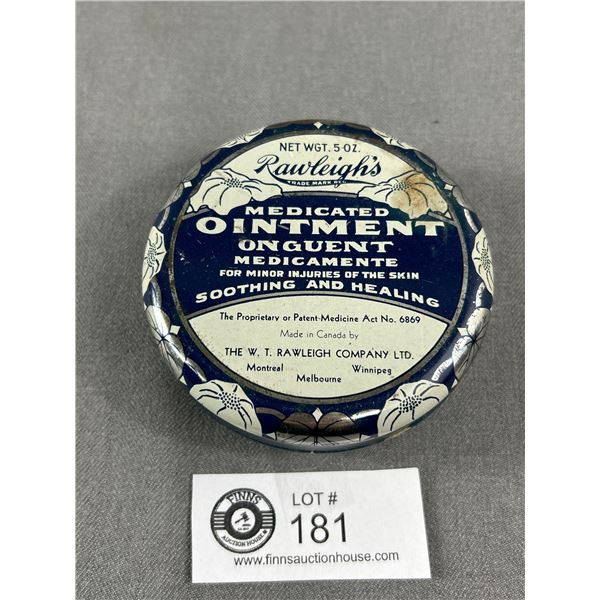 NET WGT. 5 OZ.
Rawleigh's
TRADE MARK REG.
MEDICATED
OINTMENT
ONGUENT
MEDICAMENTE
FOR MINOR INJURIES OF THE SKIN
SOOTHING AND HEALING
The Proprietary or Patent-Medicine Act No. 6869
Made in Canada by
THE W. T. RAWLEIGH COMPANY LTD.
Montreal Winnipeg
Melbourne
FINNS
AUCTION HOUSE
LOT #
181
www.finnsauctionhouse.com